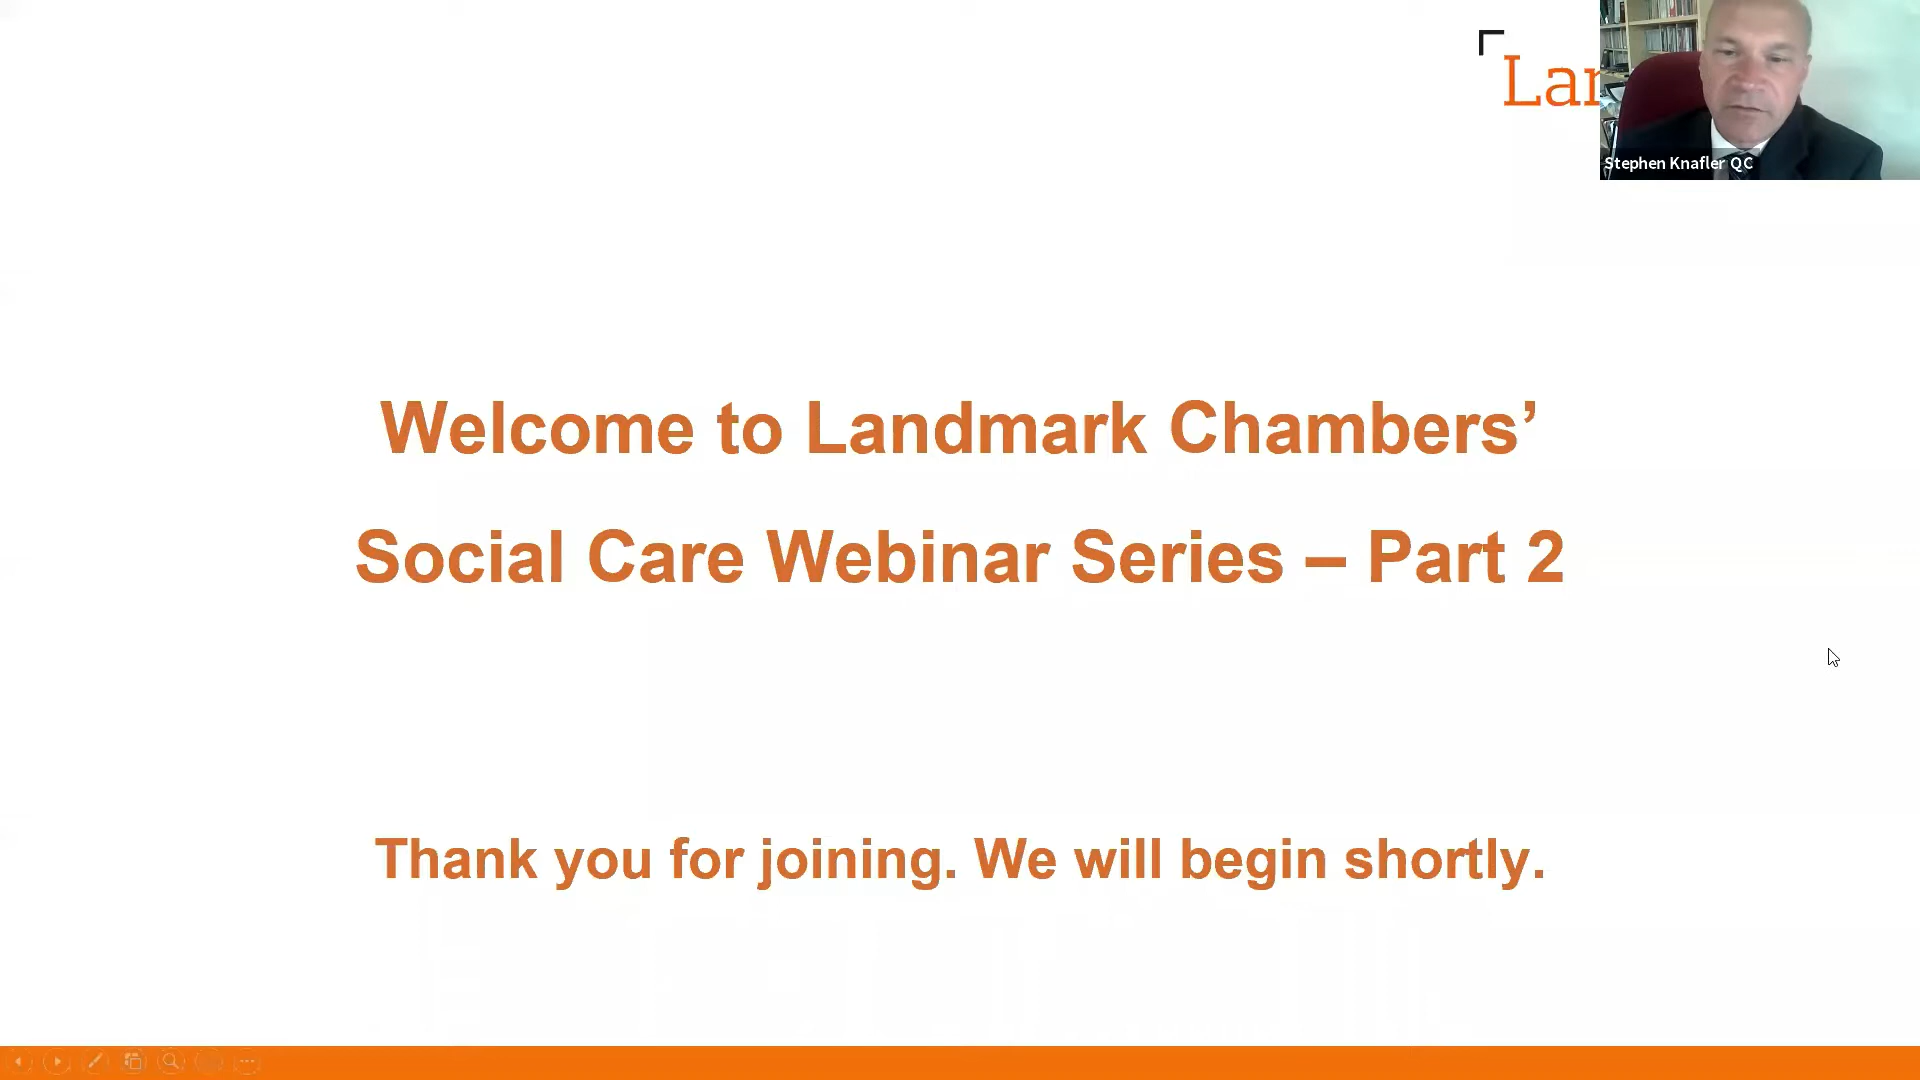 Lan
Stephen Knafler QC
Welcome to Landmark Chambers’
Social Care Webinar Series – Part 2
Thank you for joining. We will begin shortly.